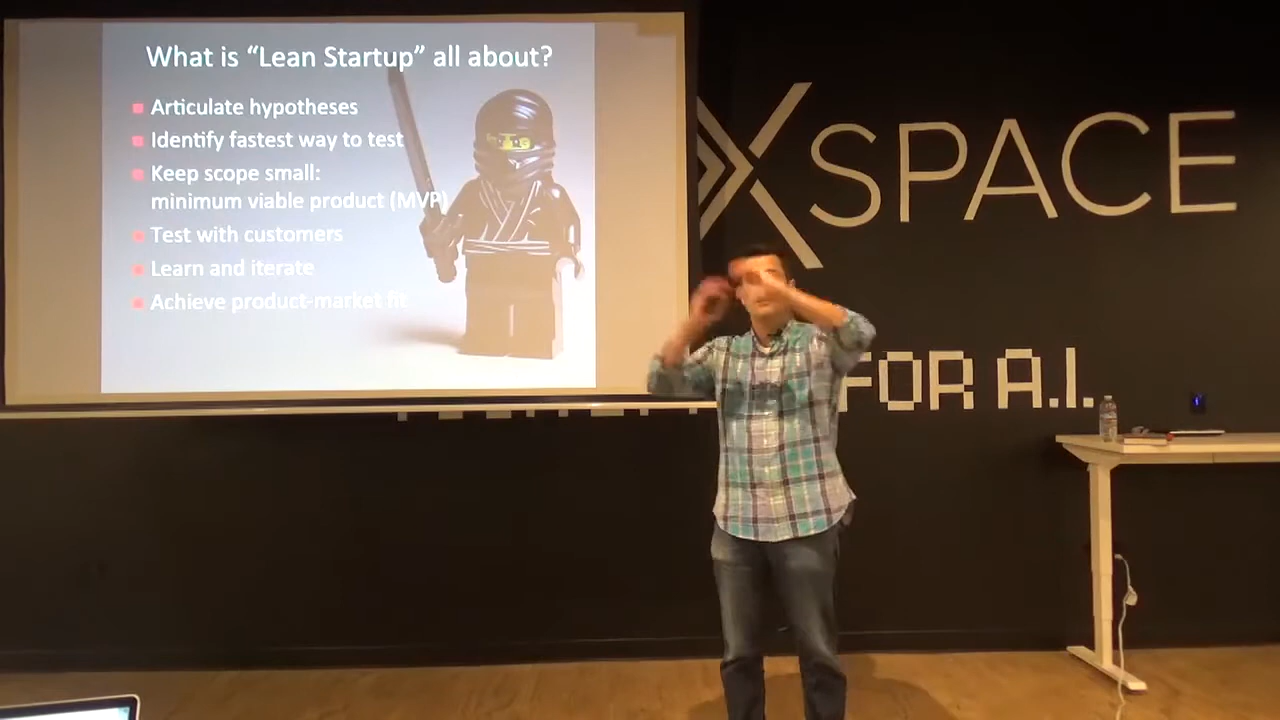 What is “Lean Startup” all about?
Articulate hypotheses
Identify fastest way to test
Keep scope small:
minimum viable product (MVP)
Test with customers
Learn and iterate
Achieve product-market fit
XSPACE
FOR A.I.